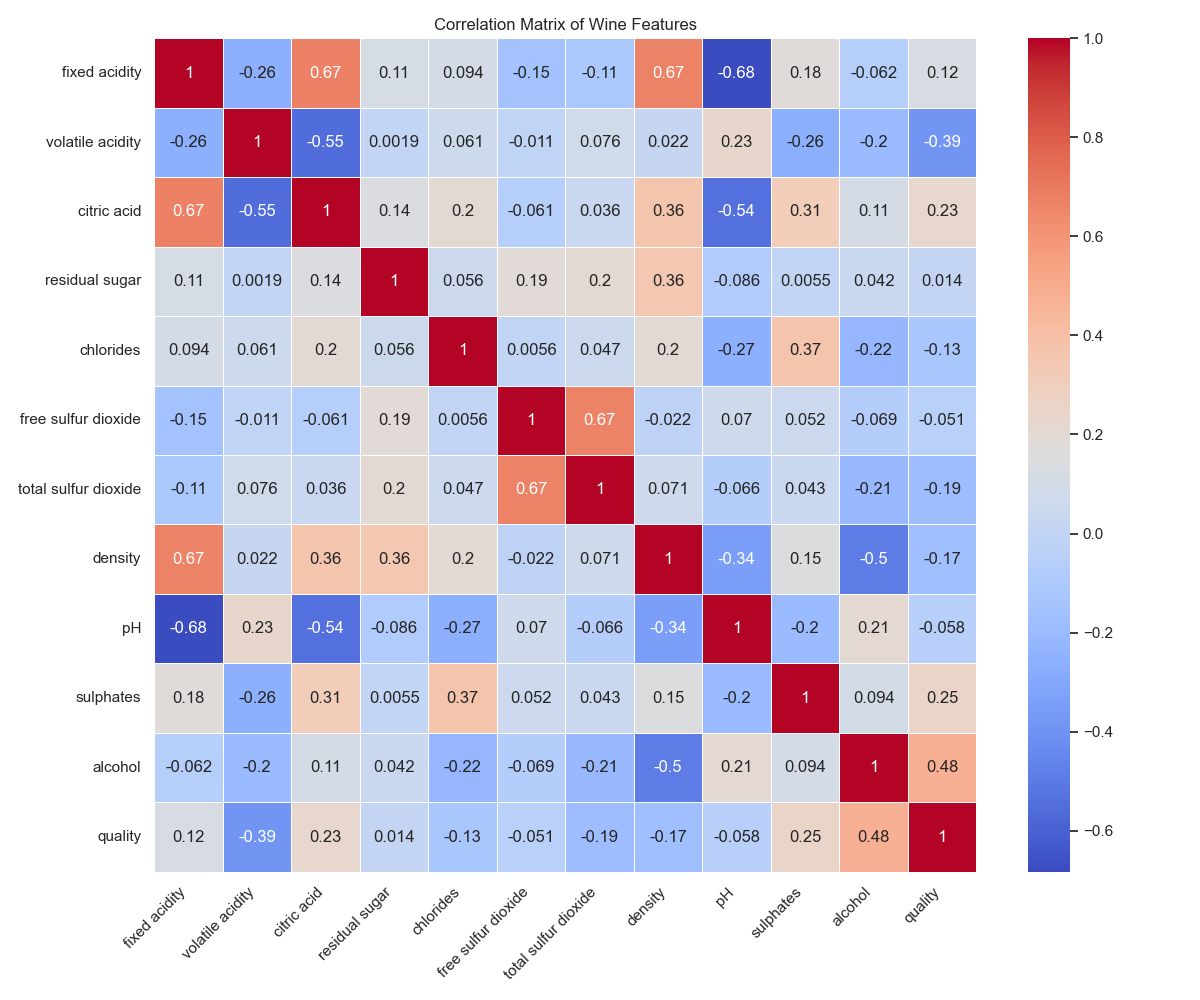 Correlation Matrix of Wine Features
fixed acidity 1 -0.26 0.67 0.11 0.094 -0.15 -0.11 0.67 -0.68 0.18 -0.062 0.12
volatile acidity -0.26 1 -0.55 0.0019 0.061 -0.011 0.076 0.022 0.23 -0.26 -0.2 -0.39
citric acid 0.67 -0.55 1 0.14 0.2 -0.061 0.036 0.36 -0.54 0.31 0.11 0.23
residual sugar 0.11 0.0019 0.14 1 0.056 0.19 0.2 0.36 -0.086 0.0055 0.042 0.014
chlorides 0.094 0.061 0.2 0.056 1 0.0056 0.047 0.2 -0.27 0.37 -0.22 -0.13
free sulfur dioxide -0.15 -0.011 -0.061 0.19 0.0056 1 0.67 -0.022 0.07 0.052 -0.069 -0.051
total sulfur dioxide -0.11 0.076 0.036 0.2 0.047 0.67 1 0.071 -0.066 0.043 -0.21 -0.19
density 0.67 0.022 0.36 0.36 0.2 -0.022 0.071 1 -0.34 0.15 -0.5 -0.17
pH -0.68 0.23 -0.54 -0.086 -0.27 0.07 -0.066 -0.34 1 -0.2 0.21 -0.058
sulphates 0.18 -0.26 0.31 0.0055 0.37 0.052 0.043 0.15 -0.2 1 0.094 0.25
alcohol -0.062 -0.2 0.11 0.042 -0.22 -0.069 -0.21 -0.5 0.21 0.094 1 0.48
quality 0.12 -0.39 0.23 0.014 -0.13 -0.051 -0.19 -0.17 -0.058 0.25 0.48 1
fixed acidity volatile acidity citric acid residual sugar chlorides free sulfur dioxide total sulfur dioxide density pH sulphates alcohol quality
1.0
0.8
0.6
0.4
0.2
0.0
−0.2
−0.4
−0.6